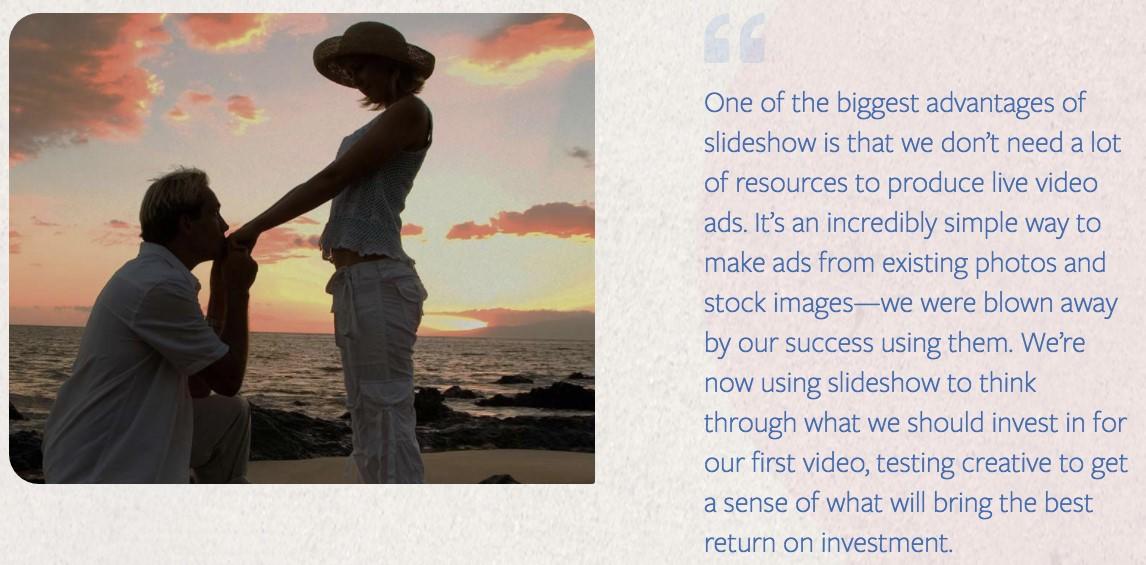 “
One of the biggest advantages of
slideshow is that we don’t need a lot
of resources to produce live video
ads. It’s an incredibly simple way to
make ads from existing photos and
stock images—we were blown away
by our success using them. We’re
now using slideshow to think
through what we should invest in for
our first video, testing creative to get
a sense of what will bring the best
return on investment.